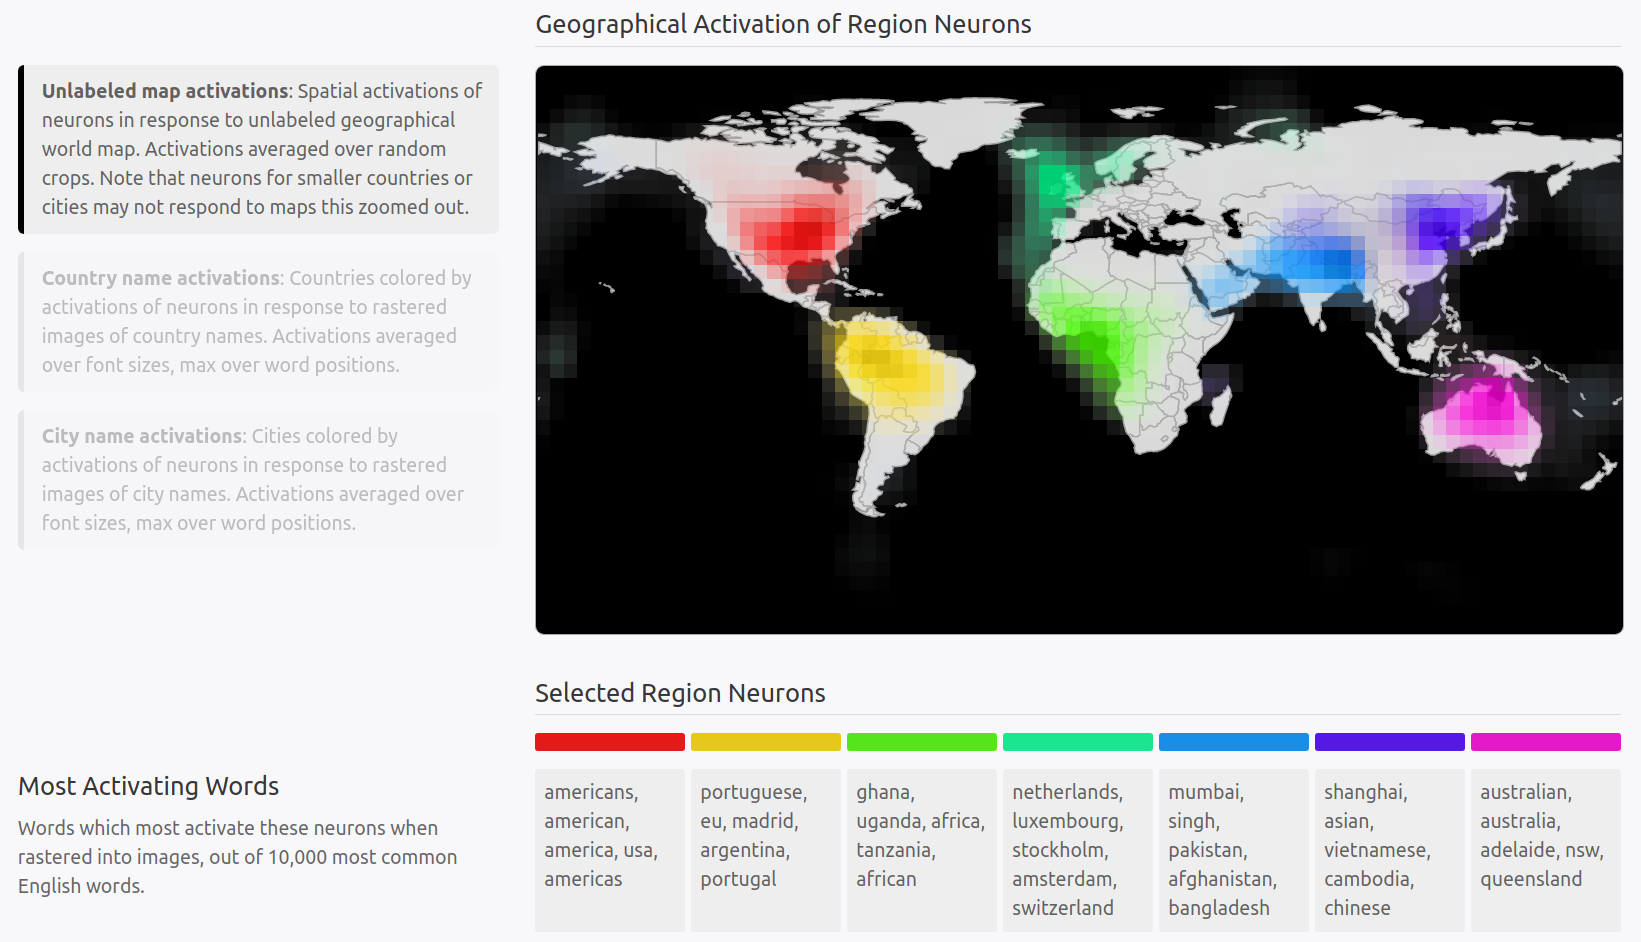 Geographical Activation of Region Neurons
Unlabeled map activations: Spatial activations of
neurons in response to unlabeled geographical
world map. Activations averaged over random
crops. Note that neurons for smaller countries or
cities may not respond to maps this zoomed out.
Country name activations: Countries colored by
activations of neurons in response to rastered
images of country names. Activations averaged
over font sizes, max over word positions.
City name activations: Cities colored by
activations of neurons in response to rastered
images of city names. Activations averaged over
font sizes, max over word positions.
Selected Region Neurons
Most Activating Words
Words which most activate these neurons when
rastered into images, out of 10,000 most common
English words.
americans,
american,
america, usa,
americas
portuguese,
eu, madrid,
argentina,
portugal
ghana,
uganda, africa,
tanzania,
african
netherlands,
luxembourg,
stockholm,
amsterdam,
switzerland
mumbai,
singh,
pakistan,
afghanistan,
bangladesh
shanghai,
asian,
vietnamese,
cambodia,
chinese
australian,
australia,
adelaide, nsw,
queensland